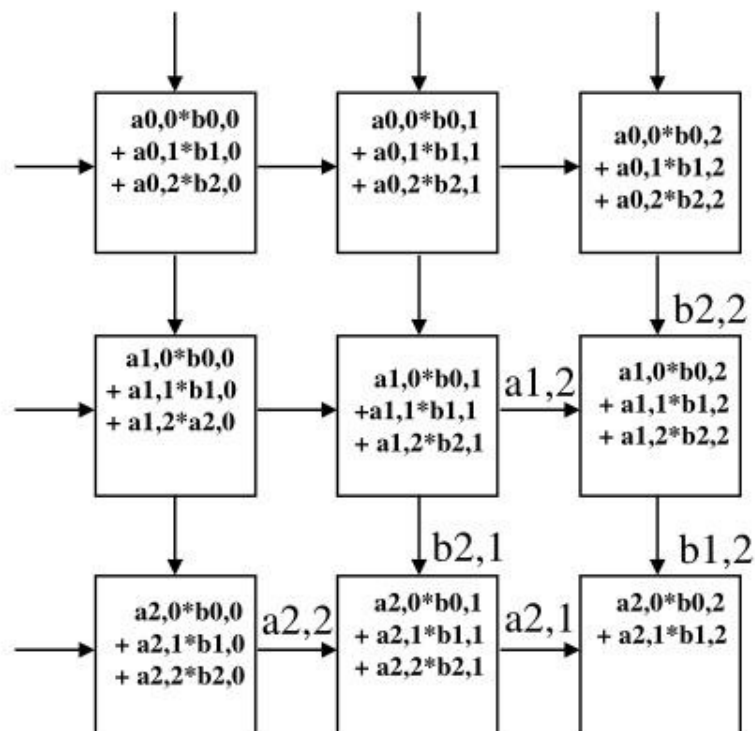 a0,0*b0,0
+ a0,1*b1,0
+ a0,2*b2,0
a0,0*b0,1
+ a0,1*b1,1
+ a0,2*b2,1
a0,0*b0,2
+ a0,1*b1,2
+ a0,2*b2,2
b2,2
a1,0*b0,0
+ a1,1*b1,0
+ a1,2*a2,0
a1,0*b0,1
+a1,1*b1,1
+ a1,2*b2,1
a1,2
a1,0*b0,2
+ a1,1*b1,2
+ a1,2*b2,2
b2,1
b1,2
a2,0*b0,0
+ a2,1*b1,0
+ a2,2*b2,0
a2,2
a2,0*b0,1
+ a2,1*b1,1
+ a2,2*b2,1
a2,1
a2,0*b0,2
+ a2,1*b1,2